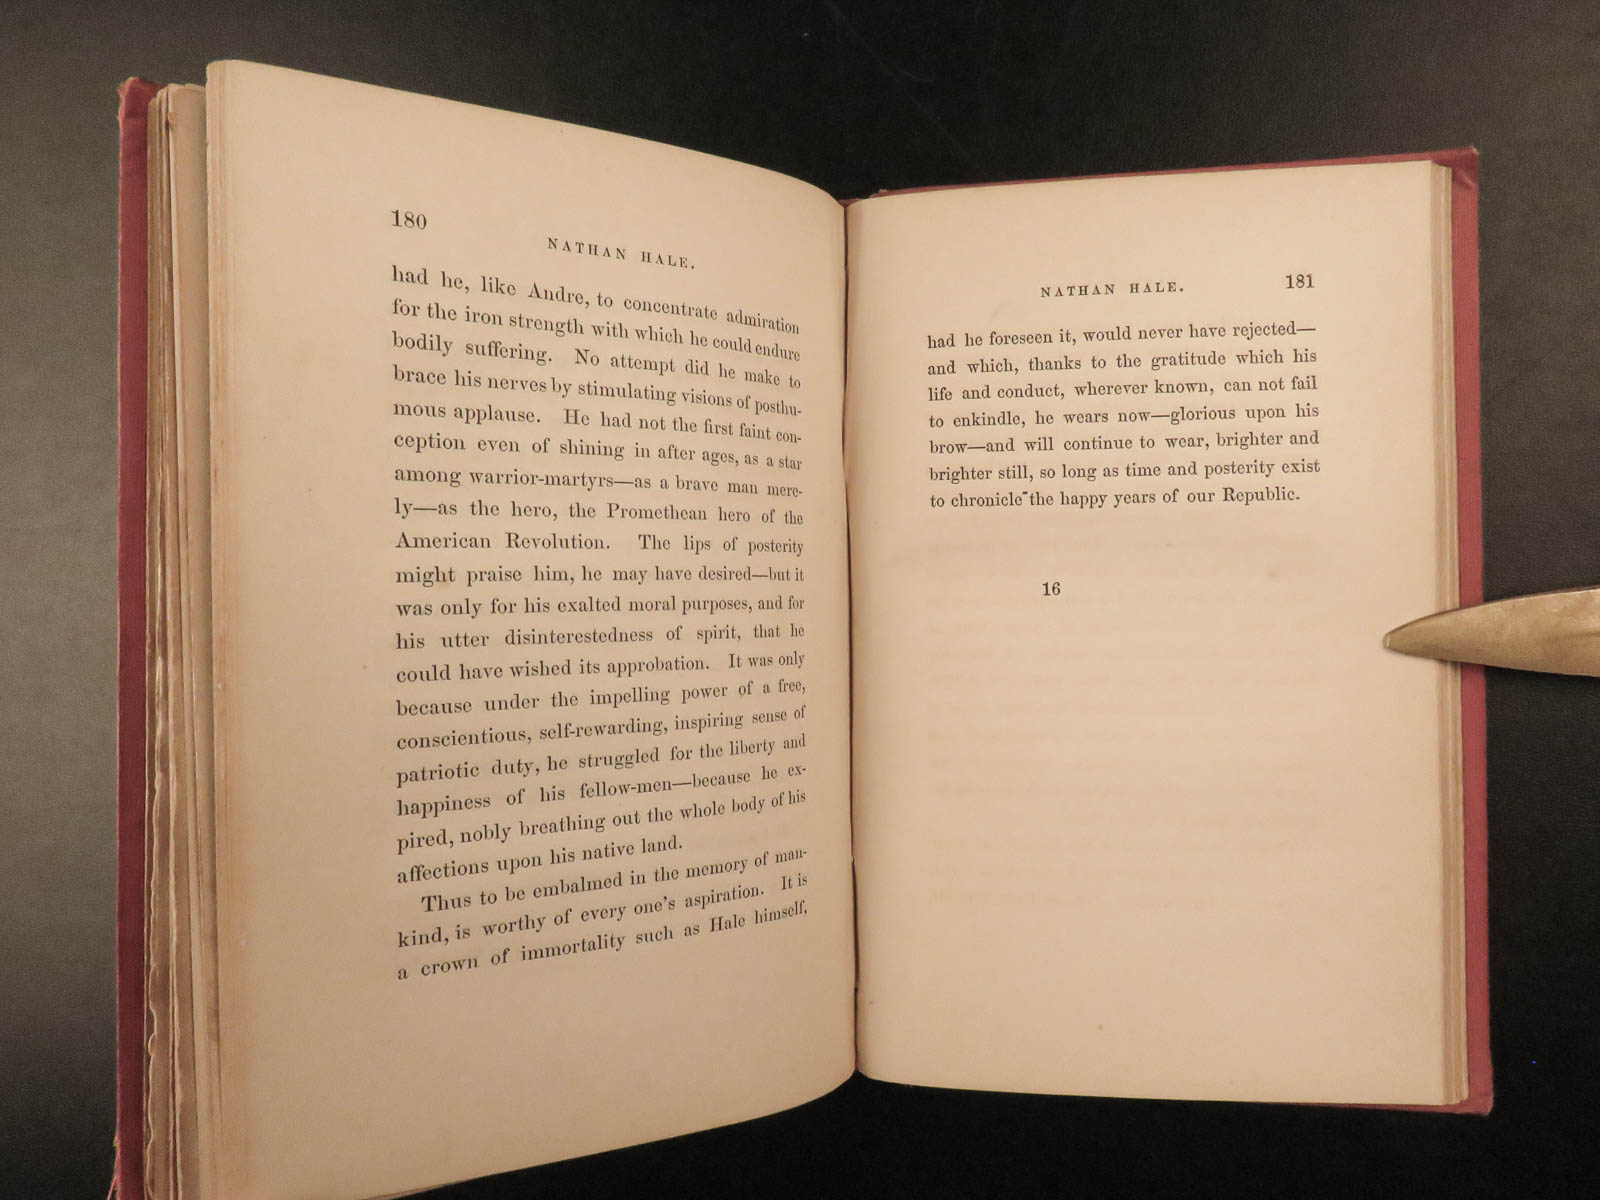 180
NATHAN HALE.
had he, like Andre, to concentrate admiration
for the iron strength with which he could endure
bodily suffering. No attempt did he make to
brace his nerves by stimulating visions of posthu-
mous applause. He had not the first faint con-
ception even of shining in after ages, as a star
among warrior-martyrs—as a brave man mere-
ly—as the hero, the Promethean hero of the
American Revolution. The lips of posterity
might praise him, he may have desired—but it
was only for his exalted moral purposes, and for
his utter disinterestedness of spirit, that he
could have wished its approbation. It was only
because under the impelling power of a free,
conscientious, self-rewarding, inspiring sense of
patriotic duty, he struggled for the liberty and
happiness of his fellow-men—because he ex-
pired, nobly breathing out the whole body of his
affections upon his native land.
Thus to be embalmed in the memory of man-
kind, is worthy of every one's aspiration. It is
a crown of immortality such as Hale himself,
NATHAN HALE. 181
had he foreseen it, would never have rejected—
and which, thanks to the gratitude which his
life and conduct, wherever known, can not fail
to enkindle, he wears now—glorious upon his
brow—and will continue to wear, brighter and
brighter still, so long as time and posterity exist
to chronicle the happy years of our Republic.
16